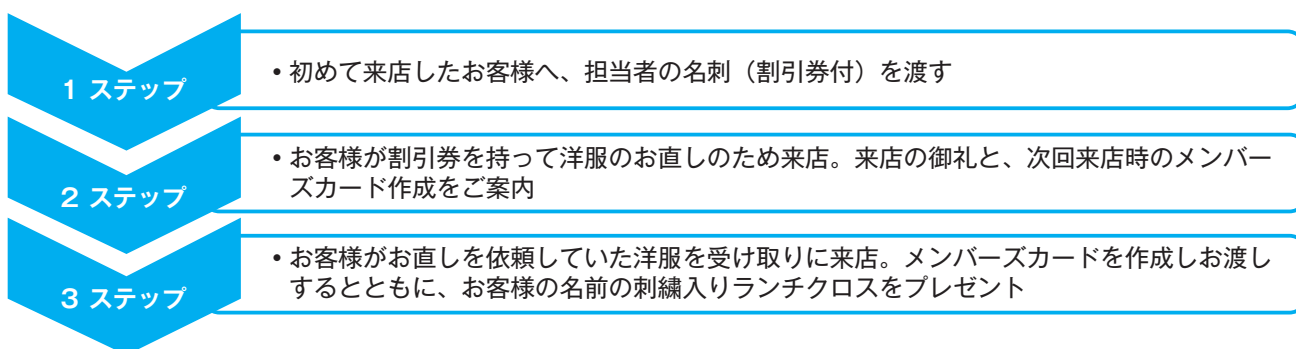 1 ステップ
•初めて来店したお客様へ、担当者の名刺（割引券付）を渡す
2 ステップ
•お客様が割引券を持って洋服のお直しのため来店。来店の御礼と、次回来店時のメンバー
ズカード作成をご案内
3 ステップ
•お客様がお直しを依頼していた洋服を受け取りに来店。メンバーズカードを作成しお渡し
するとともに、お客様の名前の刺繍入りランチクロスをプレゼント